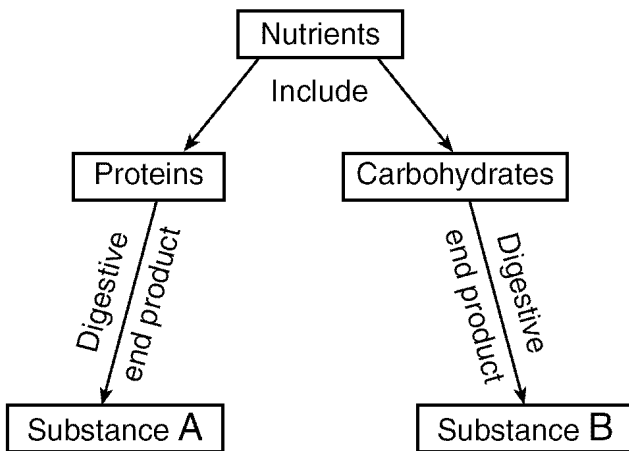 Nutrients
Include
Proteins
Carbohydrates
Digestive
end product
end product
Digestive
Substance A
Substance B